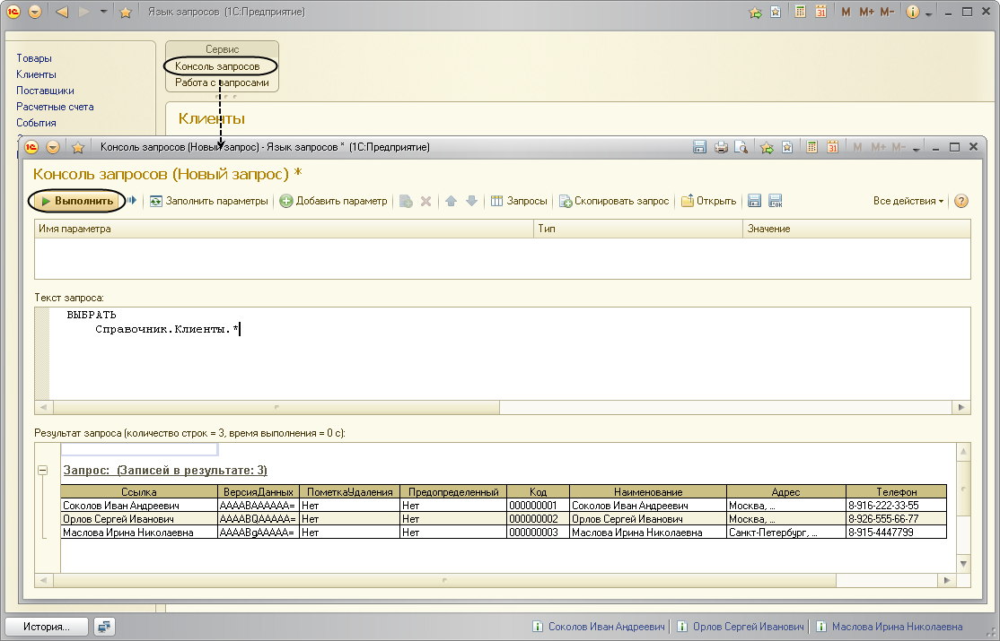 Язык запросов (1С:Предприятие)
M M+ M-
Товары
Клиенты
Поставщики
Расчетные счета
События
Сервис
Консоль запросов
Работа с запросами
Клиенты
Консоль запросов (Новый запрос) - Язык запросов * (1С:Предприятие)
M M+ M-
Консоль запросов (Новый запрос) *
Выполнить Заполнить параметры Добавить параметр Запросы Скопировать запрос Открыть Все действия
Имя параметра Тип Значение
Текст запроса:
ВЫБРАТЬ
Справочник.Клиенты.*
Результат запроса (количество строк = 3, время выполнения = 0 с):
Запрос: (Записей в результате: 3)
Ссылка ВерсияДанных ПометкаУдаления Предопределенный Код Наименование Адрес Телефон
Соколов Иван Андреевич AAAABAAAAAA= Нет Нет 000000001 Соколов Иван Андреевич Москва, ... 8-916-222-33-55
Орлов Сергей Иванович AAAABQAAAAA= Нет Нет 000000002 Орлов Сергей Иванович Москва, ... 8-926-555-66-77
Маслова Ирина Николаевна AAAABgAAAAA= Нет Нет 000000003 Маслова Ирина Николаевна Санкт-Петербург, ... 8-915-4447799
История... Соколов Иван Андреевич Орлов Сергей Иванович Маслова Ирина Николаевна